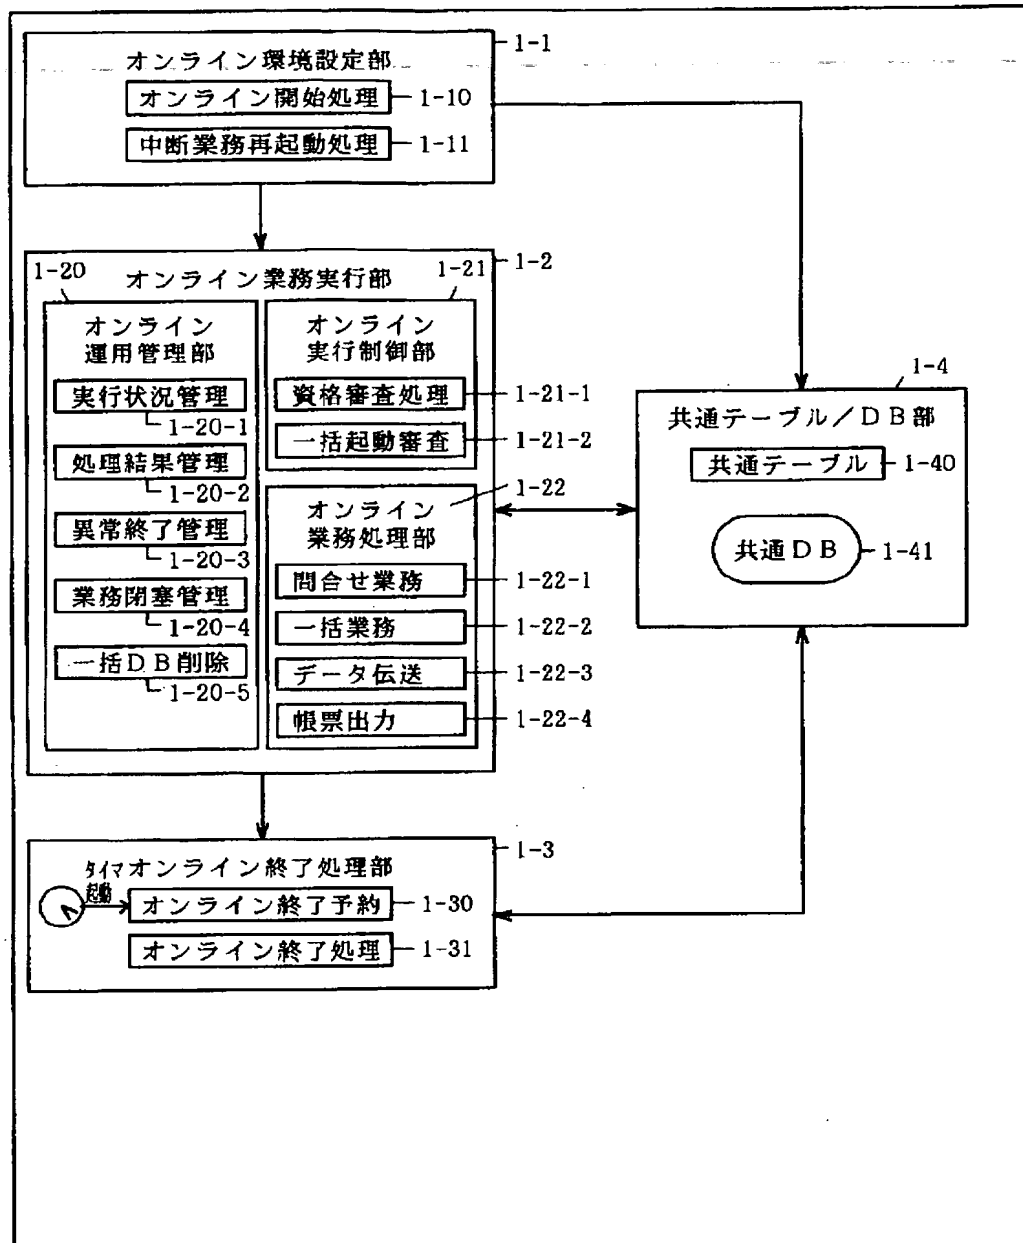 1-1
オンライン環境設定部
オンライン開始処理
1-10
中断業務再起動処理
1-11
1-2
オンライン業務実行部
1-20
1-21
オンライン
運用管理部
実行状況管理
1-20-1
処理結果管理
1-20-2
異常終了管理
1-20-3
業務閉塞管理
1-20-4
一括DB削除
1-20-5
オンライン
実行制御部
資格審査処理
1-21-1
一括起動審査
1-21-2
1-22
オンライン
業務処理部
問合せ業務
1-22-1
一括業務
1-22-2
データ伝送
1-22-3
帳票出力
1-22-4
1-4
共通テーブル/DB部
共通テーブル
1-40
共通DB
1-41
1-3
オンライン終了処理部
タイマ
起動
オンライン終了予約
1-30
オンライン終了処理
1-31